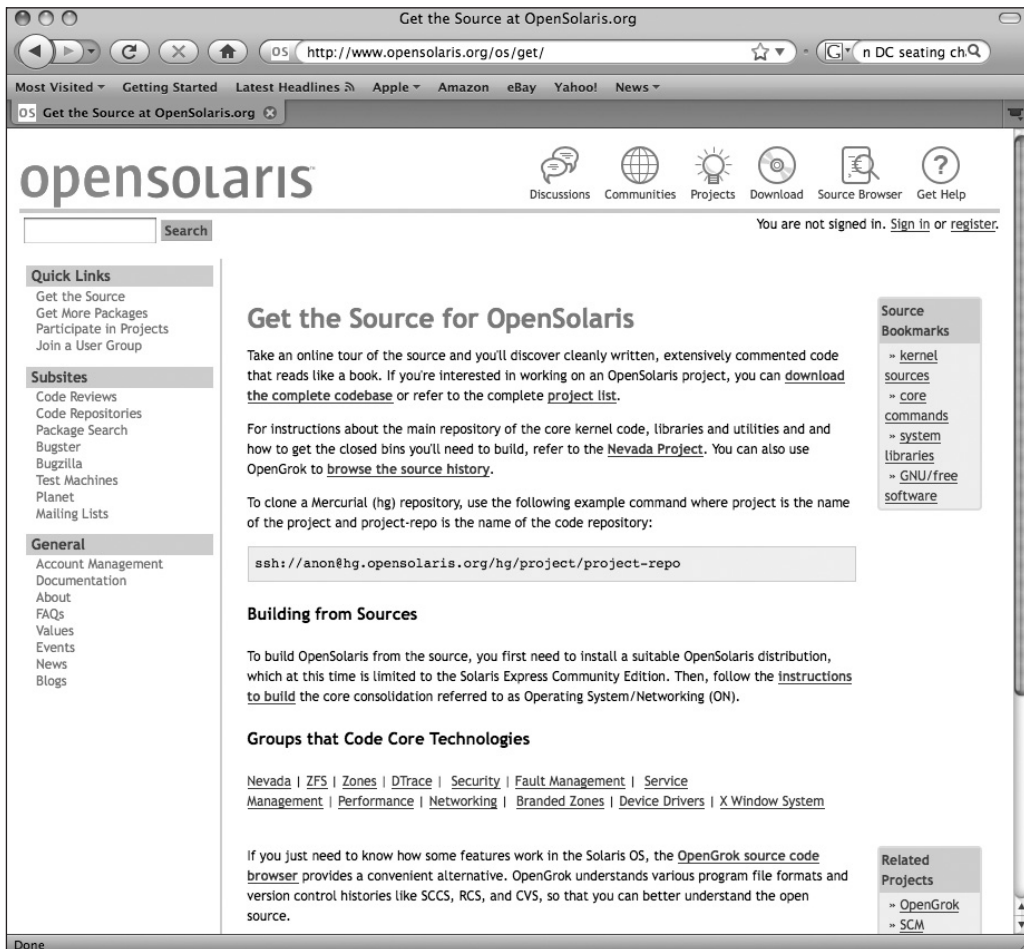 Get the Source at OpenSolaris.org
OS http://www.opensolaris.org/os/get/
G n DC seating ch
Most Visited Getting Started Latest Headlines Apple Amazon eBay Yahoo! News
OS Get the Source at OpenSolaris.org
opensolaris
Discussions Communities Projects Download Source Browser Get Help
Search
You are not signed in. Sign in or register.
Quick Links
Get the Source
Get More Packages
Participate in Projects
Join a User Group
Subsites
Code Reviews
Code Repositories
Package Search
Bugster
Bugzilla
Test Machines
Planet
Mailing Lists
General
Account Management
Documentation
About
FAQs
Values
Events
News
Blogs
Get the Source for OpenSolaris
Take an online tour of the source and you'll discover cleanly written, extensively commented code
that reads like a book. If you're interested in working on an OpenSolaris project, you can download
the complete codebase or refer to the complete project list.
For instructions about the main repository of the core kernel code, libraries and utilities and and
how to get the closed bins you'll need to build, refer to the Nevada Project. You can also use
OpenGrok to browse the source history.
To clone a Mercurial (hg) repository, use the following example command where project is the name
of the project and project-repo is the name of the code repository:
ssh://anon@hg.opensolaris.org/hg/project/project-repo
Building from Sources
To build OpenSolaris from the source, you first need to install a suitable OpenSolaris distribution,
which at this time is limited to the Solaris Express Community Edition. Then, follow the instructions
to build the core consolidation referred to as Operating System/Networking (ON).
Groups that Code Core Technologies
Nevada | ZFS | Zones | DTrace | Security | Fault Management | Service
Management | Performance | Networking | Branded Zones | Device Drivers | X Window System
If you just need to know how some features work in the Solaris OS, the OpenGrok source code
browser provides a convenient alternative. OpenGrok understands various program file formats and
version control histories like SCCS, RCS, and CVS, so that you can better understand the open
source.
Source
Bookmarks
» kernel
sources
» core
commands
» system
libraries
» GNU/free
software
Related
Projects
» OpenGrok
» SCM
Done